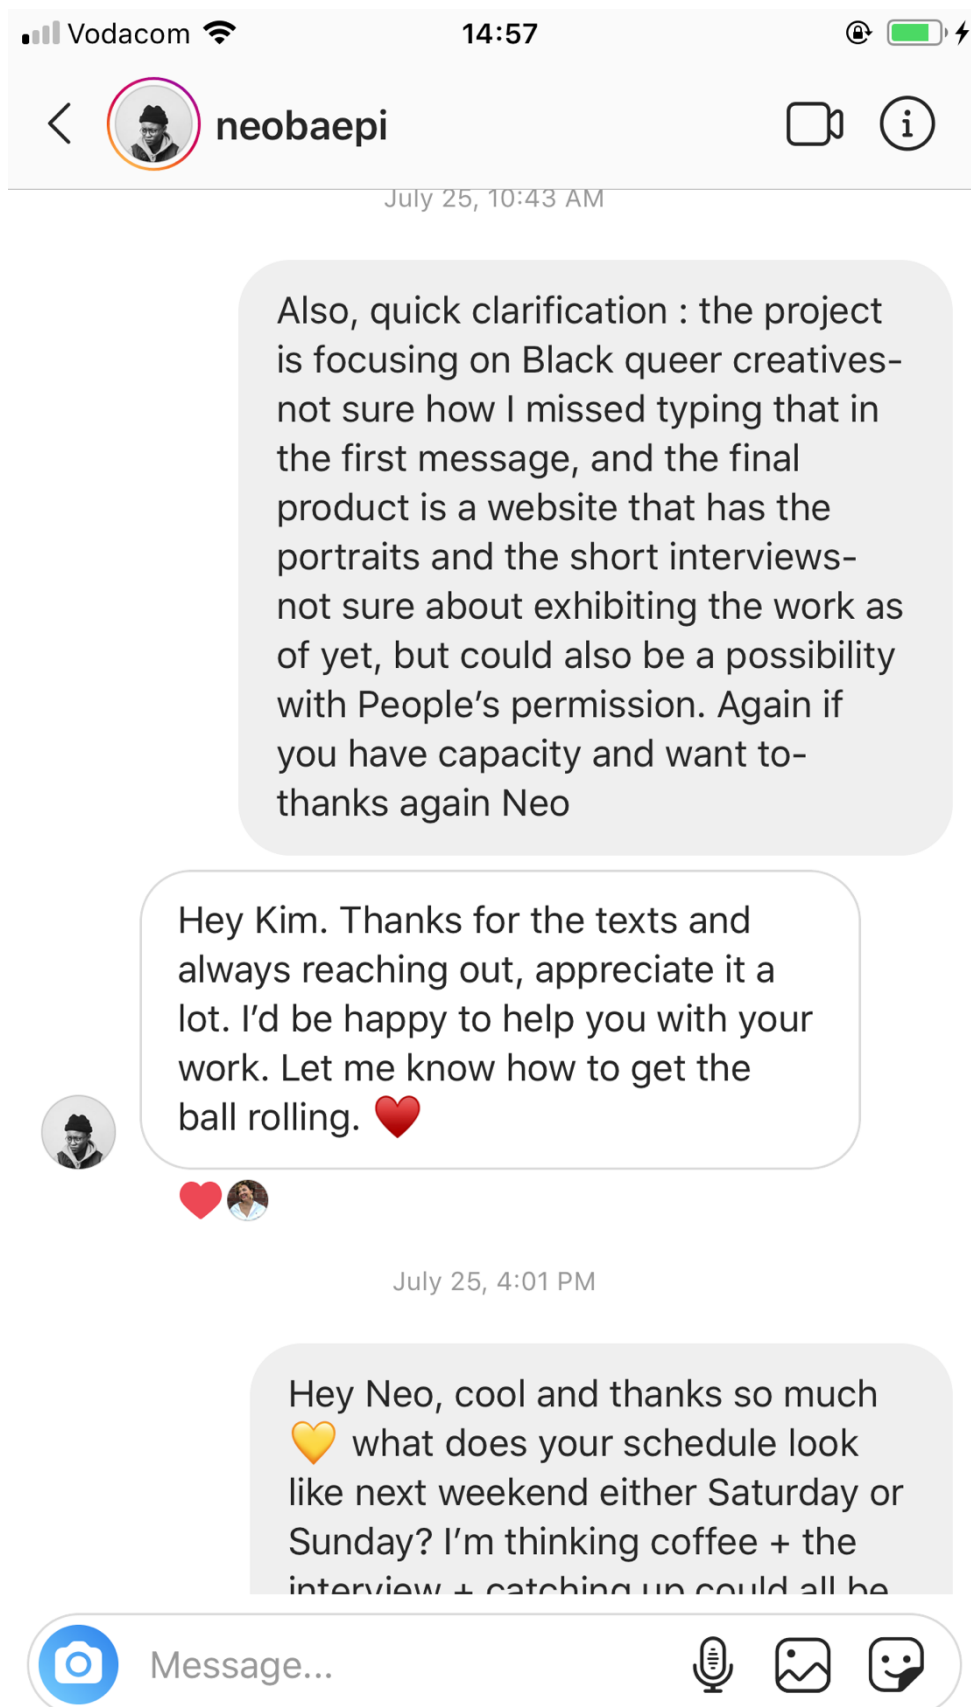 Vodacom 14:57
neobaepi
July 25, 10:43 AM
Also, quick clarification : the project
is focusing on Black queer creatives-
not sure how I missed typing that in
the first message, and the final
product is a website that has the
portraits and the short interviews-
not sure about exhibiting the work as
of yet, but could also be a possibility
with People’s permission. Again if
you have capacity and want to-
thanks again Neo
Hey Kim. Thanks for the texts and
always reaching out, appreciate it a
lot. I’d be happy to help you with your
work. Let me know how to get the
ball rolling. ♥️
July 25, 4:01 PM
Hey Neo, cool and thanks so much
💛 what does your schedule look
like next weekend either Saturday or
Sunday? I’m thinking coffee + the
interview + catching up could all be
Message...